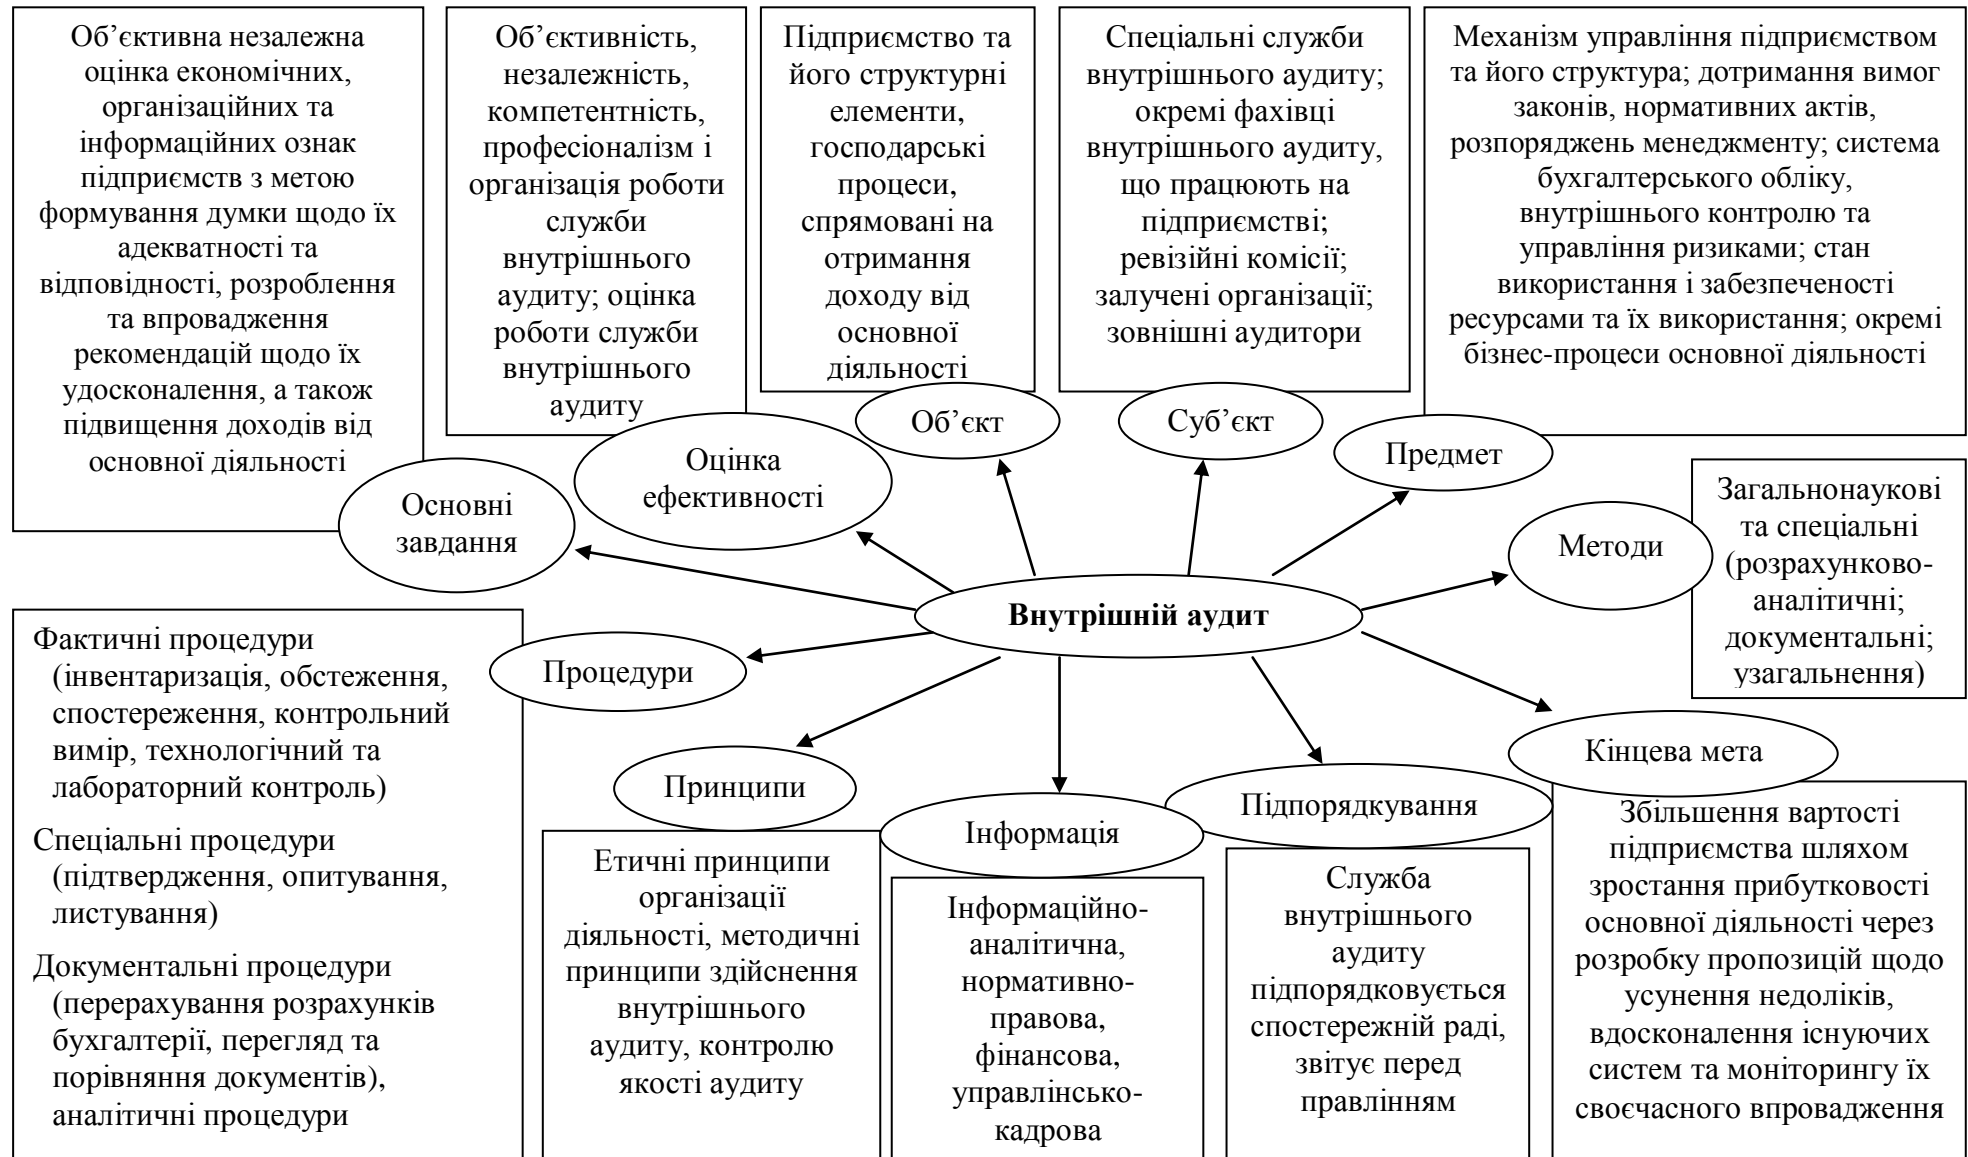 Об’єктивна незалежна
оцінка економічних,
організаційних та
інформаційних ознак
підприємств з метою
формування думки щодо їх
адекватності та
відповідності, розроблення
та впровадження
рекомендацій щодо їх
удосконалення, а також
підвищення доходів від
основної діяльності
Основні
завдання
Об’єктивність,
незалежність,
компетентність,
професіоналізм і
організація роботи
служби
внутрішнього
аудиту; оцінка
роботи служби
внутрішнього
аудиту
Оцінка
ефективності
Підприємство та
його структурні
елементи,
господарські
процеси,
спрямовані на
отримання
доходу від
основної
діяльності
Об’єкт
Спеціальні служби
внутрішнього аудиту;
окремі фахівці
внутрішнього аудиту,
що працюють на
підприємстві;
ревізійні комісії;
залучені організації;
зовнішні аудитори
Суб’єкт
Механізм управління підприємством
та його структура; дотримання вимог
законів, нормативних актів,
розпоряджень менеджменту; система
бухгалтерського обліку,
внутрішнього контролю та
управління ризиками; стан
використання і забезпеченості
ресурсами та їх використання; окремі
бізнес-процеси основної діяльності
Предмет
Методи
Загальнонаукові
та спеціальні
(розрахунково-
аналітичні;
документальні;
узагальнення)
Внутрішній аудит
Фактичні процедури
(інвентаризація, обстеження,
спостереження, контрольний
вимір, технологічний та
лабораторний контроль)
Спеціальні процедури
(підтвердження, опитування,
листування)
Документальні процедури
(перерахування розрахунків
бухгалтерії, перегляд та
порівняння документів),
аналітичні процедури
Процедури
Принципи
Етичні принципи
організації
діяльності, методичні
принципи здійснення
внутрішнього
аудиту, контролю
якості аудиту
Інформація
Інформаційно-
аналітична,
нормативно-
правова,
фінансова,
управлінсько-
кадрова
Підпорядкування
Служба
внутрішнього
аудиту
підпорядковується
спостережній раді,
звітує перед
правлінням
Кінцева мета
Збільшення вартості
підприємства шляхом
зростання прибутковості
основної діяльності через
розробку пропозицій щодо
усунення недоліків,
вдосконалення існуючих
систем та моніторингу їх
своєчасного впровадження